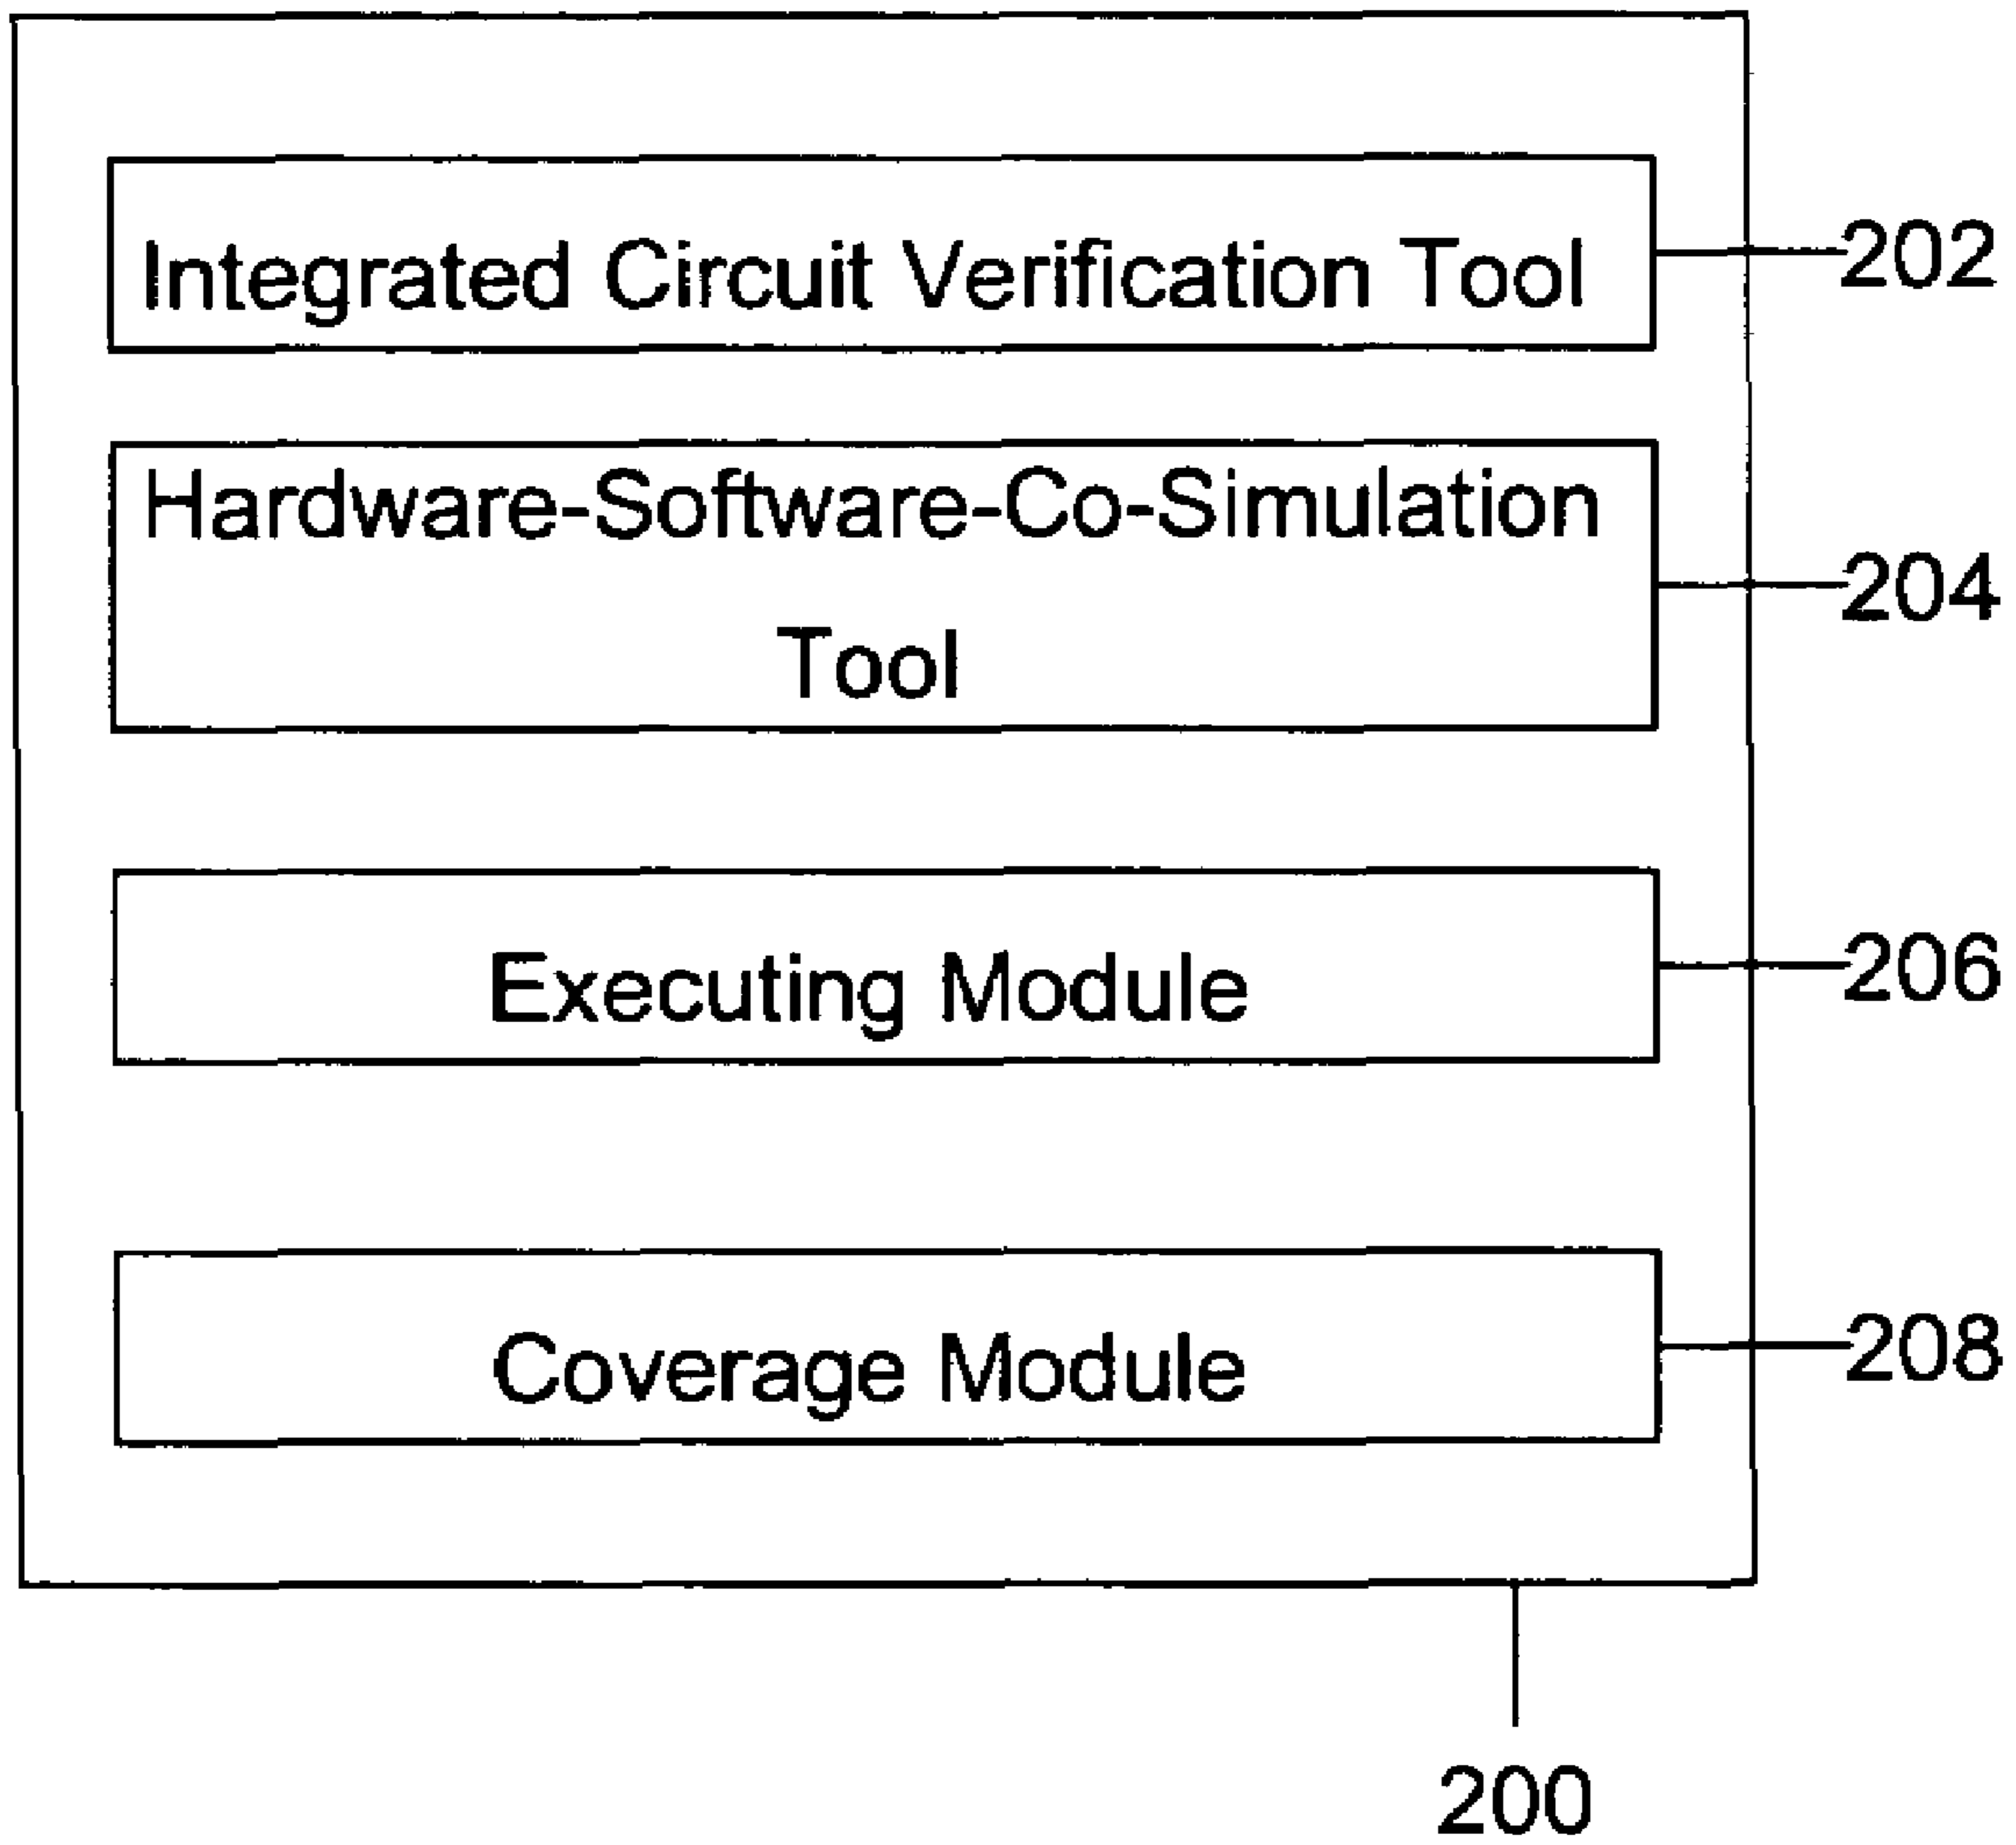 Integrated Circuit Verification Tool
202
Hardware-Software-Co-Simulation
Tool
204
Executing Module
206
Coverage Module
208
200